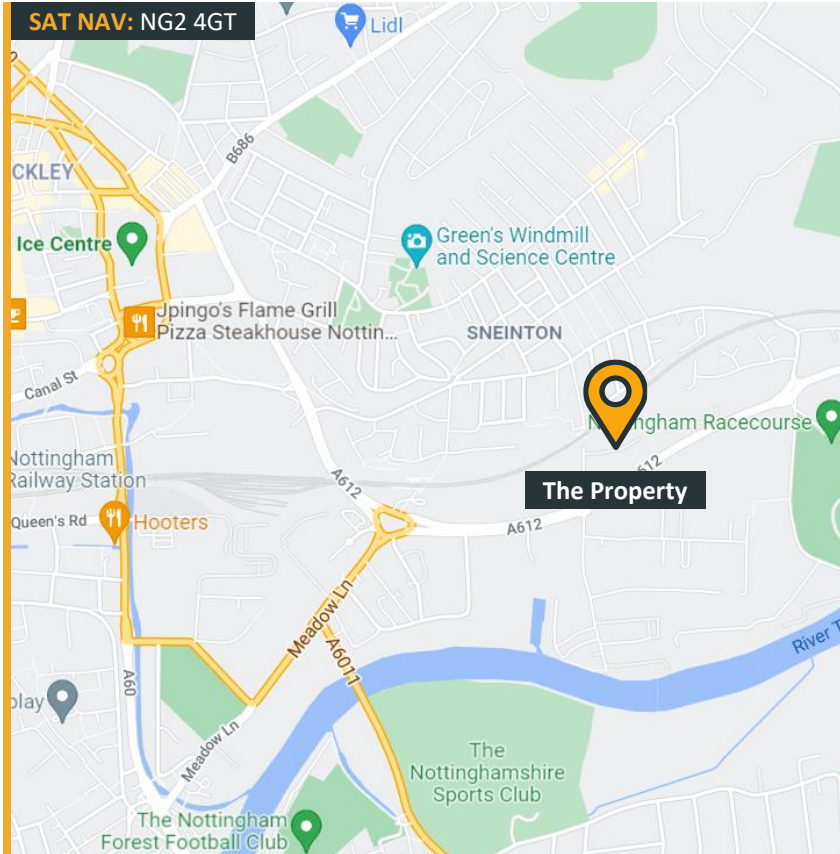 SAT NAV: NG2 4GT
Lidl
B686
CKLEY
Ice Centre
Green's Windmill
and Science Centre
Jpingo's Flame Grill
Pizza Steakhouse Nottin...
SNEINTON
Canal St
Nottingham Racecourse
Nottingham
Railway Station
A612
A612
The Property
Queen's Rd
Hooters
A612
Meadow Ln
A6011
River T
A60
play
Meadow Ln
The
Nottinghamshire
Sports Club
The Nottingham
Forest Football Club